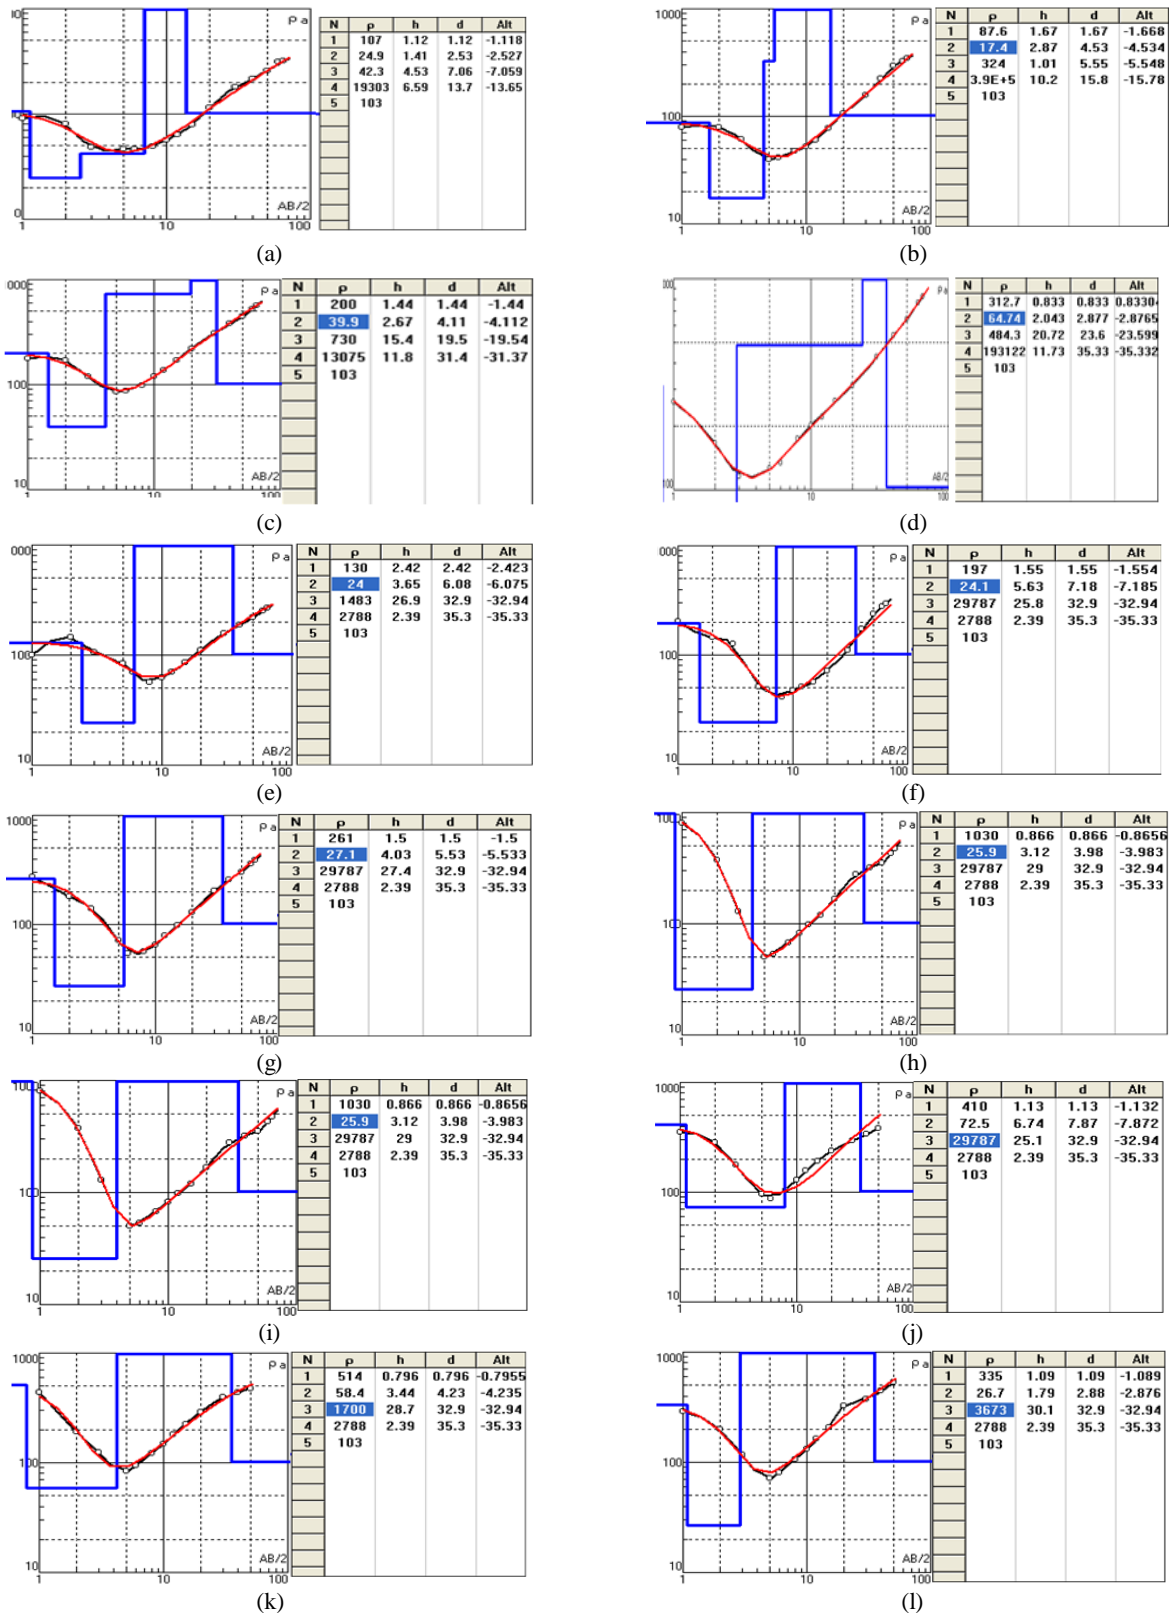 ρa
AB/2
0
1
10
100
N ρ h d Alt
1 107 1.12 1.12 -1.118
2 24.9 1.41 2.53 -2.527
3 42.3 4.53 7.06 -7.059
4 19303 6.59 13.7 -13.65
5 103
(a)
1000
ρa
100
10
AB/2
1
10
100
N ρ h d Alt
1 87.6 1.67 1.67 -1.668
2 17.4 2.87 4.53 -4.534
3 324 1.01 5.55 -5.548
4 3.9E+5 10.2 15.8 -15.78
5 103
(b)
000
ρa
100
10
AB/2
1
10
100
N ρ h d Alt
1 200 1.44 1.44 -1.44
2 39.9 2.67 4.11 -4.112
3 730 15.4 19.5 -19.54
4 13075 11.8 31.4 -31.37
5 103
(c)
ρa
100
AB/2
1
10
100
N ρ h d Alt
1 312.7 0.833 0.833 0.8330
2 64.74 2.043 2.877 -2.8765
3 484.3 20.72 23.6 -23.599
4 193122 11.73 35.33 -35.332
5 103
(d)
000
ρa
100
10
AB/2
1
10
100
N ρ h d Alt
1 130 2.42 2.42 -2.423
2 24 3.65 6.08 -6.075
3 1483 26.9 32.9 -32.94
4 2788 2.39 35.3 -35.33
5 103
(e)
000
ρa
100
10
AB/2
1
10
100
N ρ h d Alt
1 197 1.55 1.55 -1.554
2 24.1 5.63 7.18 -7.185
3 29787 25.8 32.9 -32.94
4 2788 2.39 35.3 -35.33
5 103
(f)
1000
ρa
100
10
AB/2
1
10
100
N ρ h d Alt
1 261 1.5 1.5 -1.5
2 27.1 4.03 5.53 -5.533
3 29787 27.4 32.9 -32.94
4 2788 2.39 35.3 -35.33
5 103
(g)
1000
ρa
100
10
AB/2
1
10
100
N ρ h d Alt
1 1030 0.866 0.866 -0.8656
2 25.9 3.12 3.98 -3.983
3 29787 29 32.9 -32.94
4 2788 2.39 35.3 -35.33
5 103
(h)
1000
ρa
100
10
AB/2
1
10
100
N ρ h d Alt
1 1030 0.866 0.866 -0.8656
2 25.9 3.12 3.98 -3.983
3 29787 29 32.9 -32.94
4 2788 2.39 35.3 -35.33
5 103
(i)
1000
ρa
100
10
AB/2
1
10
100
N ρ h d Alt
1 410 1.13 1.13 -1.132
2 72.5 6.74 7.87 -7.872
3 29787 25.1 32.9 -32.94
4 2788 2.39 35.3 -35.33
5 103
(j)
1000
ρa
100
10
AB/2
1
10
100
N ρ h d Alt
1 514 0.796 0.796 -0.7955
2 58.4 3.44 4.23 -4.235
3 1700 28.7 32.9 -32.94
4 2788 2.39 35.3 -35.33
5 103
(k)
1000
ρa
100
10
AB/2
1
10
100
N ρ h d Alt
1 335 1.09 1.09 -1.089
2 26.7 1.79 2.88 -2.876
3 3673 30.1 32.9 -32.94
4 2788 2.39 35.3 -35.33
5 103
(l)